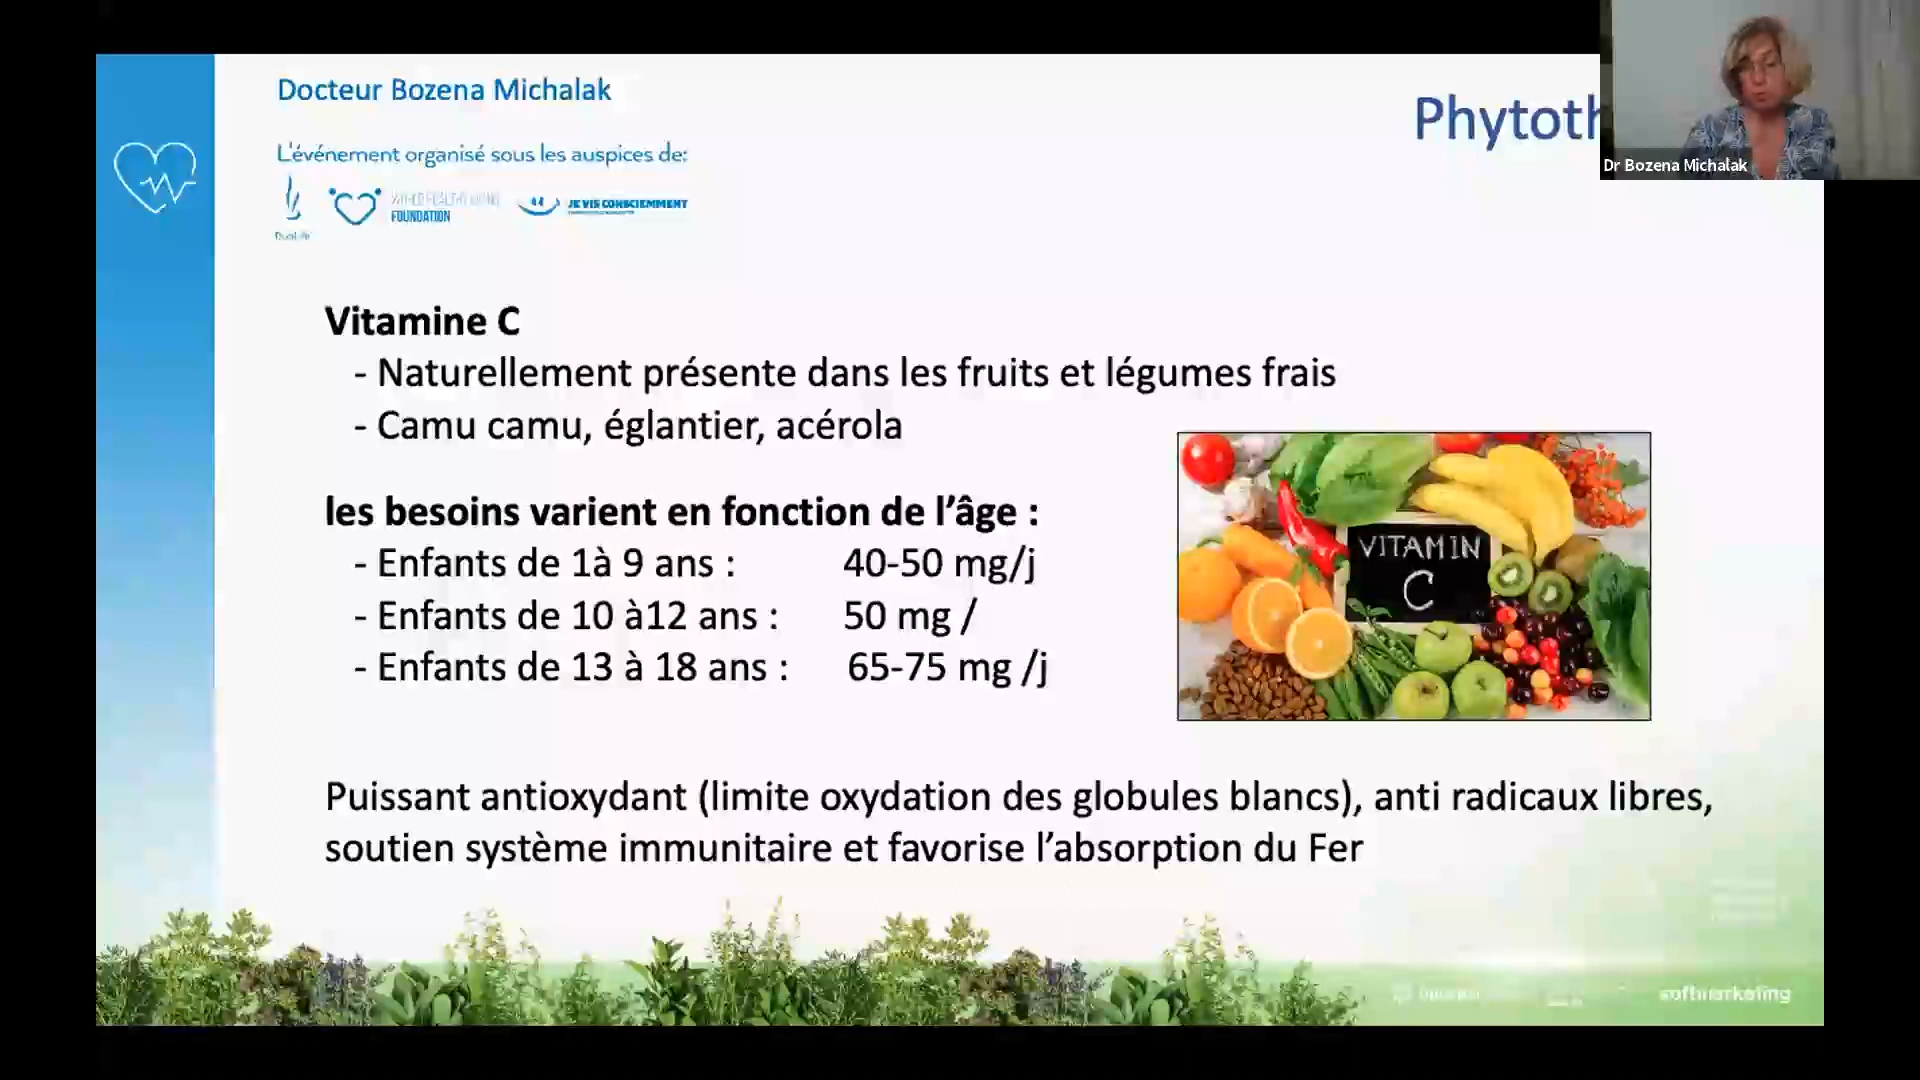 Docteur Bozena Michalak
Phytoth
Dr Bozena Michalak
L'événement organisé sous les auspices de:
FOUNDATION
JE VIS CONSCIEMMENT
Vitamine C
- Naturellement présente dans les fruits et légumes frais
- Camu camu, églantier, acérola
les besoins varient en fonction de l'âge :
- Enfants de 1à 9 ans : 40-50 mg/j
- Enfants de 10 à12 ans : 50 mg /
- Enfants de 13 à 18 ans : 65-75 mg /j
VITAMIN
C
Puissant antioxydant (limite oxydation des globules blancs), anti radicaux libres,
soutien système immunitaire et favorise l'absorption du Fer
softmarketing